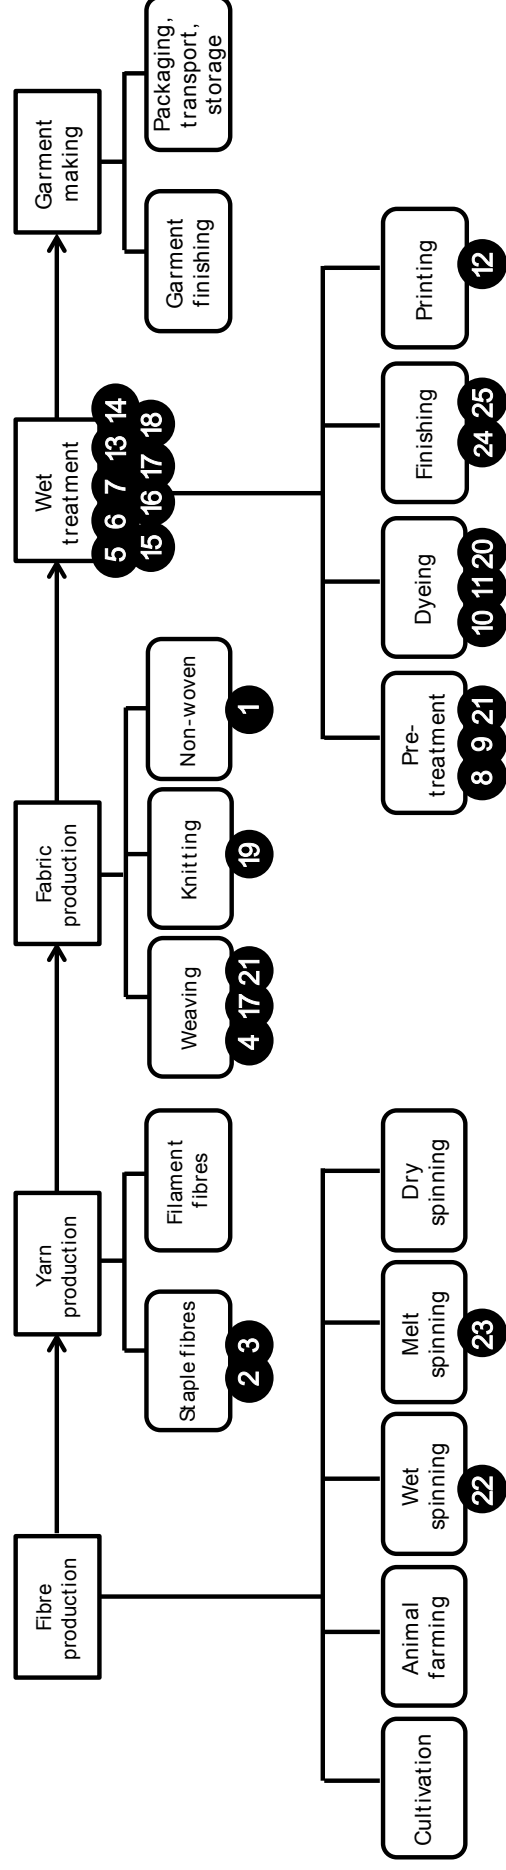 Fibre
production
Yarn
production
Fabric
production
Wet
treatment
5 6 7 13 14
15 16 17 18
Garment
making
Staple fibres
2 3
Filament
fibres
Weaving
4 17 21
Knitting
19
Non-woven
1
Garment
finishing
Packaging,
transport,
storage
Cultivation
Animal
farming
Wet
spinning
22
Melt
spinning
23
Dry
spinning
Pre-
treatment
8 9 21
Dyeing
10 11 20
Finishing
24 25
Printing
12